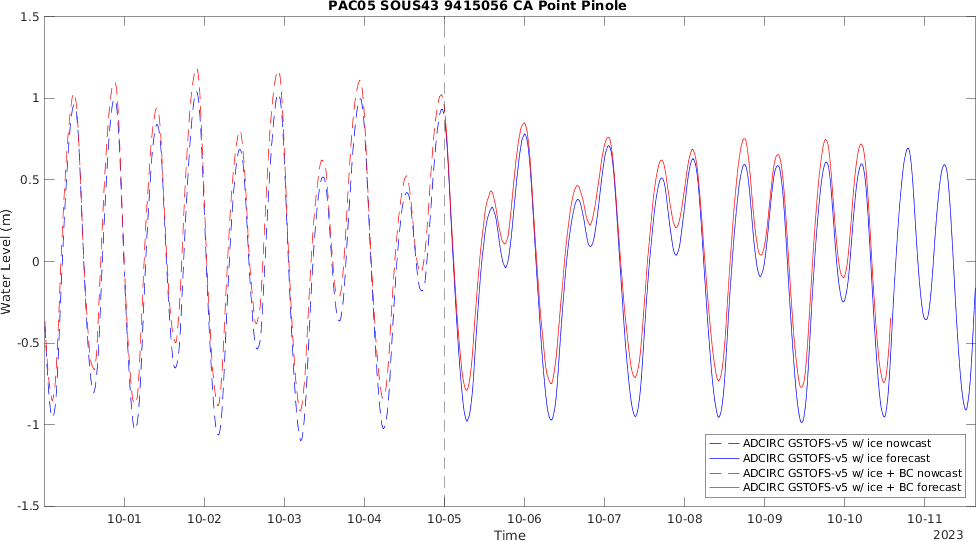 PAC05 SOUS43 9415056 CA Point Pinole
1.5
1
0.5
0
-0.5
-1
-1.5
Water Level (m)
10-01 10-02 10-03 10-04 10-05 10-06 10-07 10-08 10-09 10-10 10-11
Time
2023
ADCIRC GSTOFS-v5 w/ ice nowcast
ADCIRC GSTOFS-v5 w/ ice forecast
ADCIRC GSTOFS-v5 w/ ice + BC nowcast
ADCIRC GSTOFS-v5 w/ ice + BC forecast